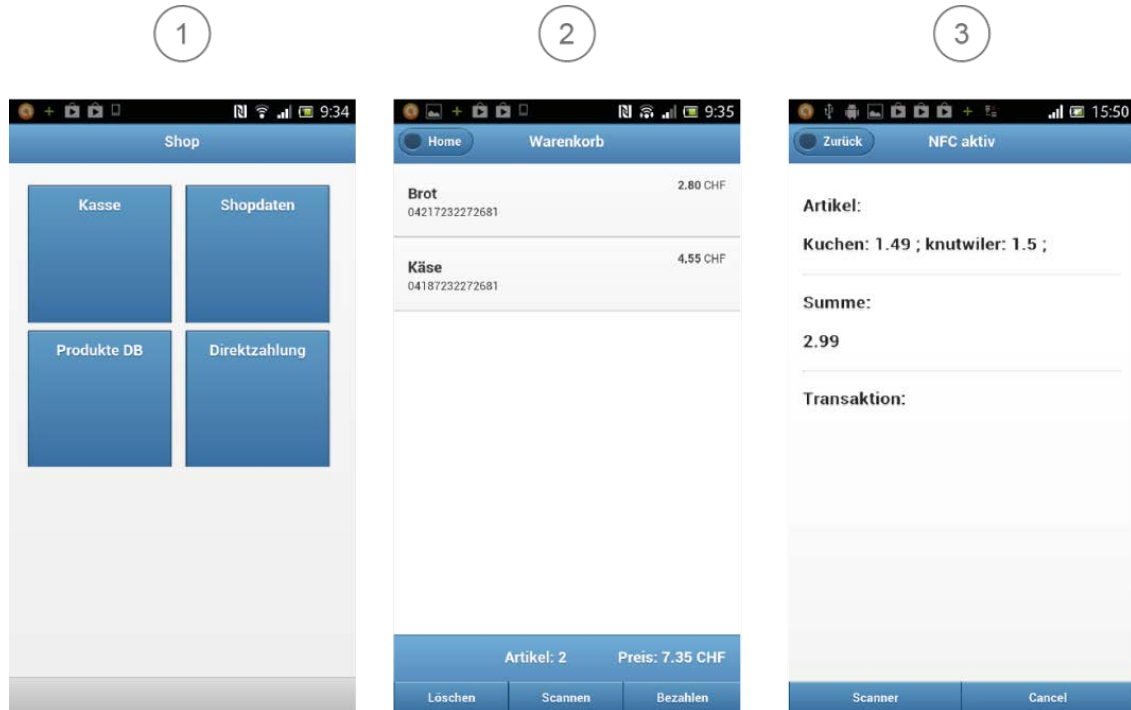 1
2
3
9:34
Shop
Kasse
Shopdaten
Produkte DB
Direktzahlung
9:35
Home
Warenkorb
Brot
2.80 CHF
04217232272681
Käse
4.55 CHF
04187232272681
Artikel: 2
Preis: 7.35 CHF
Löschen
Scannen
Bezahlen
15:50
Zurück
NFC aktiv
Artikel:
Kuchen: 1.49 ; knutwiler: 1.5 ;
Summe:
2.99
Transaktion:
Scanner
Cancel